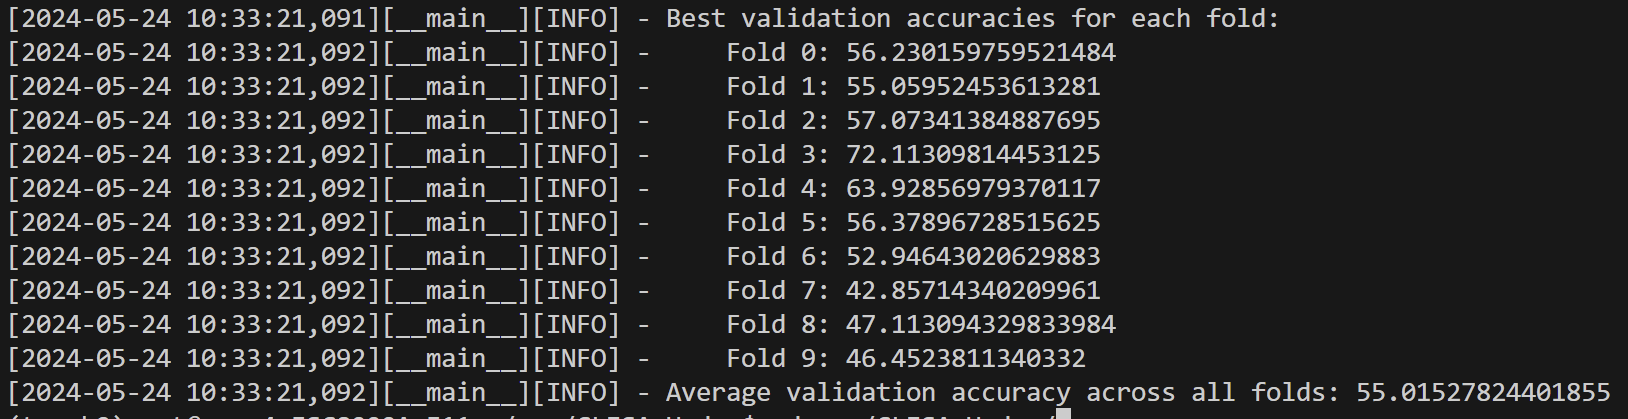 [2024-05-24 10:33:21,091][__main__][INFO] - Best validation accuracies for each fold:
[2024-05-24 10:33:21,092][__main__][INFO] -     Fold 0: 56.230159759521484
[2024-05-24 10:33:21,092][__main__][INFO] -     Fold 1: 55.05952453613281
[2024-05-24 10:33:21,092][__main__][INFO] -     Fold 2: 57.07341384887695
[2024-05-24 10:33:21,092][__main__][INFO] -     Fold 3: 72.11309814453125
[2024-05-24 10:33:21,092][__main__][INFO] -     Fold 4: 63.92856979370117
[2024-05-24 10:33:21,092][__main__][INFO] -     Fold 5: 56.37896728515625
[2024-05-24 10:33:21,092][__main__][INFO] -     Fold 6: 52.94643020629883
[2024-05-24 10:33:21,092][__main__][INFO] -     Fold 7: 42.85714340209961
[2024-05-24 10:33:21,092][__main__][INFO] -     Fold 8: 47.113094329833984
[2024-05-24 10:33:21,092][__main__][INFO] -     Fold 9: 46.4523811340332
[2024-05-24 10:33:21,092][__main__][INFO] - Average validation accuracy across all folds: 55.01527824401855